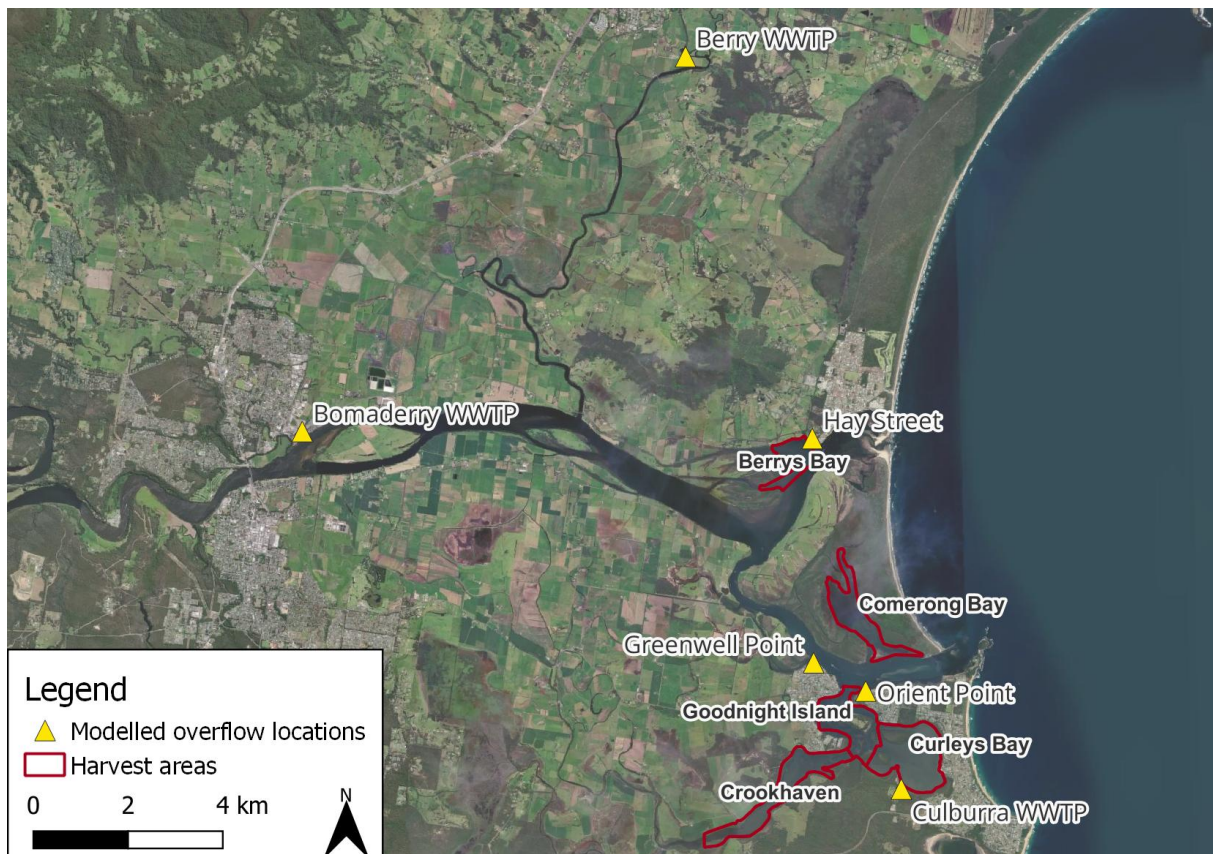 Berry WWTP
Bomaderry WWTP
Hay Street
Berrys Bay
Comerong Bay
Greenwell Point
Orient Point
Goodnight Island
Curleys Bay
Crookhaven
Culburra WWTP
Legend
Modelled overflow locations
Harvest areas
0 2 4 km
N